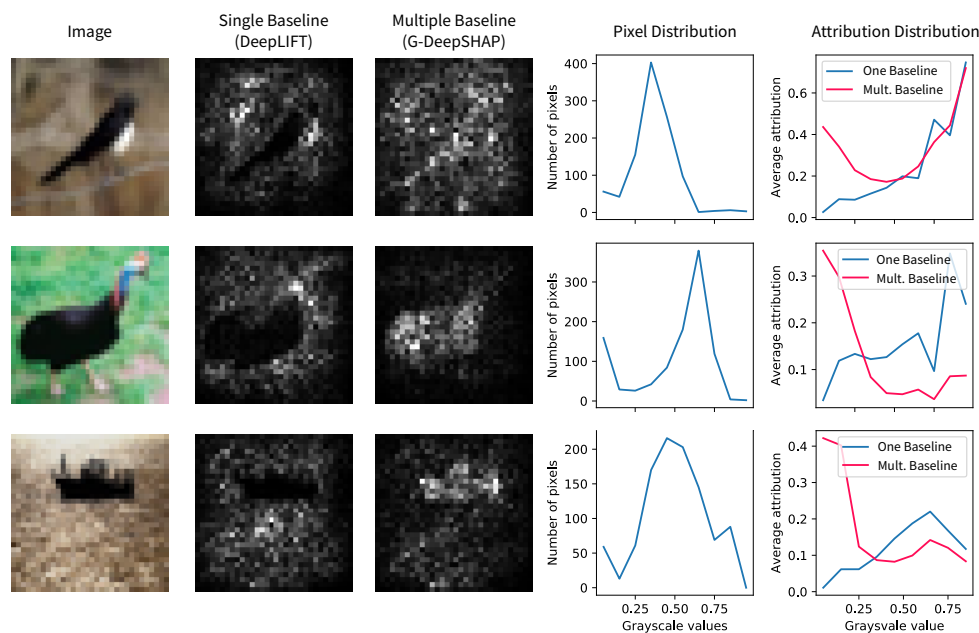 Image
Single Baseline
(DeepLIFT)
Multiple Baseline
(G-DeepSHAP)
Pixel Distribution
Attribution Distribution
Number of pixels
400
300
200
100
0
Average attribution
0.6
0.4
0.2
0.0
One Baseline
Mult. Baseline
Number of pixels
300
200
100
0
Average attribution
0.3
0.2
0.1
One Baseline
Mult. Baseline
Number of pixels
200
150
100
50
0
0.25 0.50 0.75
Grayscale values
Average attribution
0.4
0.3
0.2
0.1
0.0
One Baseline
Mult. Baseline
0.25 0.50 0.75
Graysvale value